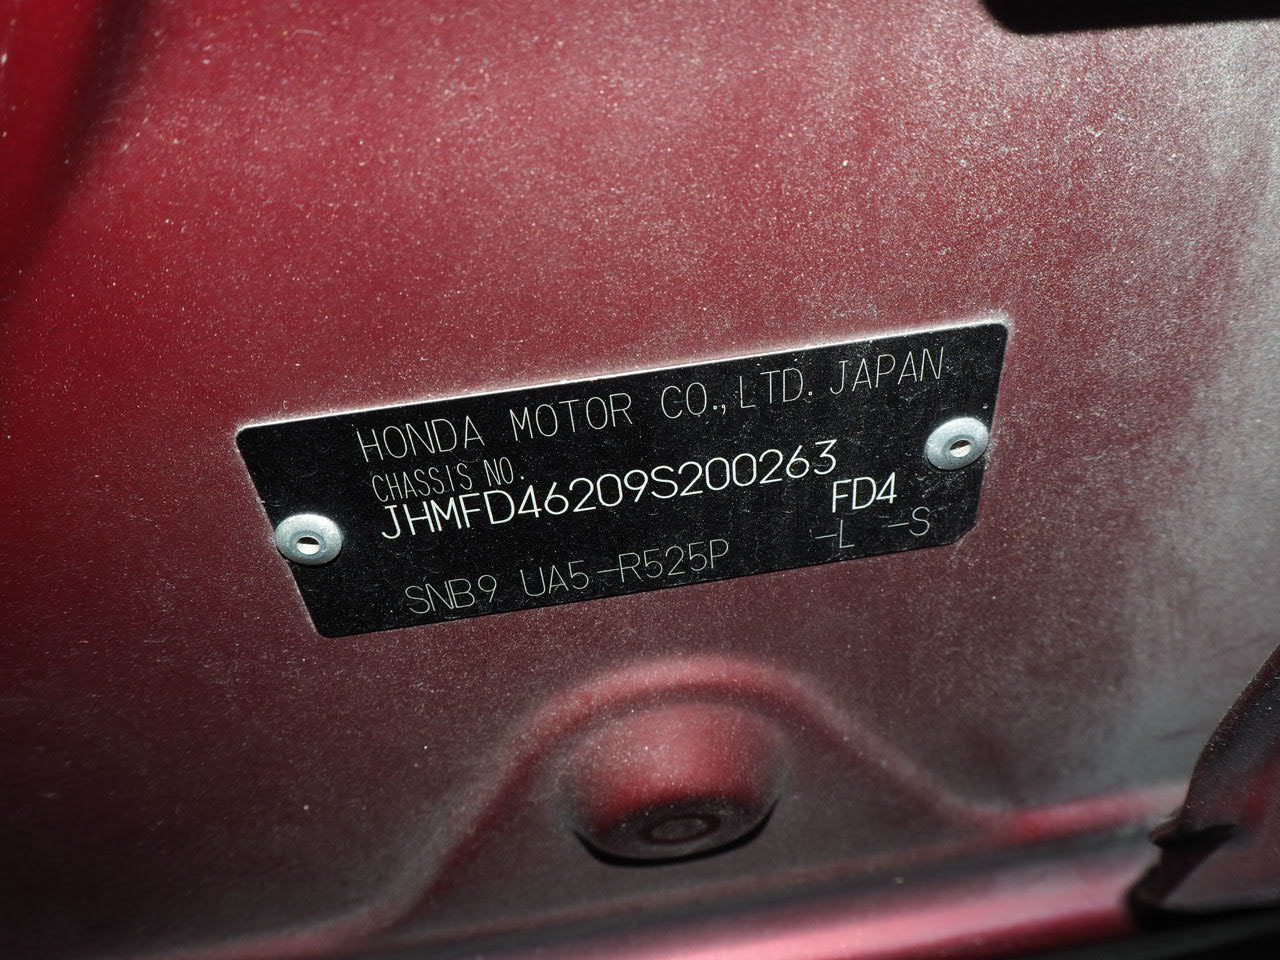 HONDA MOTOR CO., LTD. JAPAN
CHASSIS NO.
JHMFD46209S200263
FD4
SNB9 UA5-R525P -L -S